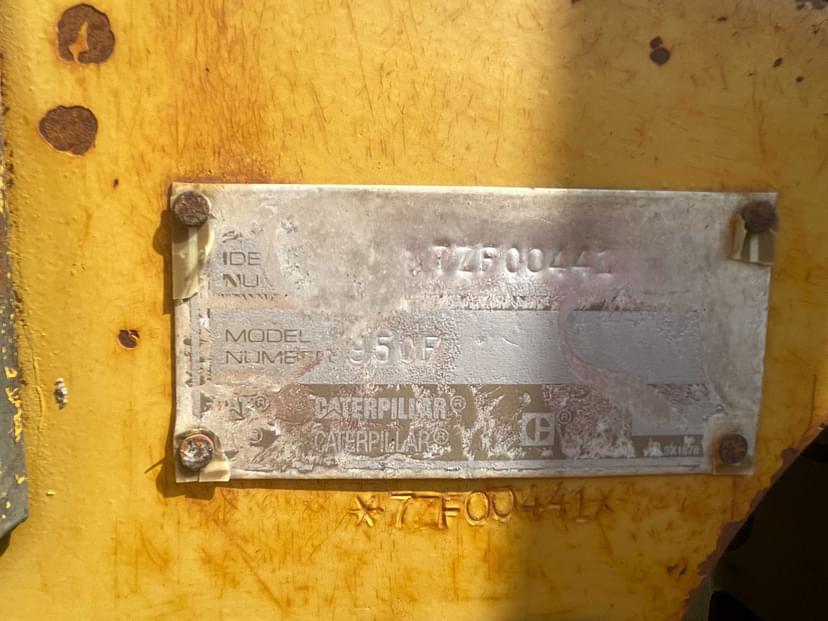 IDE
NU
*7ZF00441
MODEL
NUMBER 950F
CATERPILLAR®
CATERPILLAR® C®
*7ZF00441*